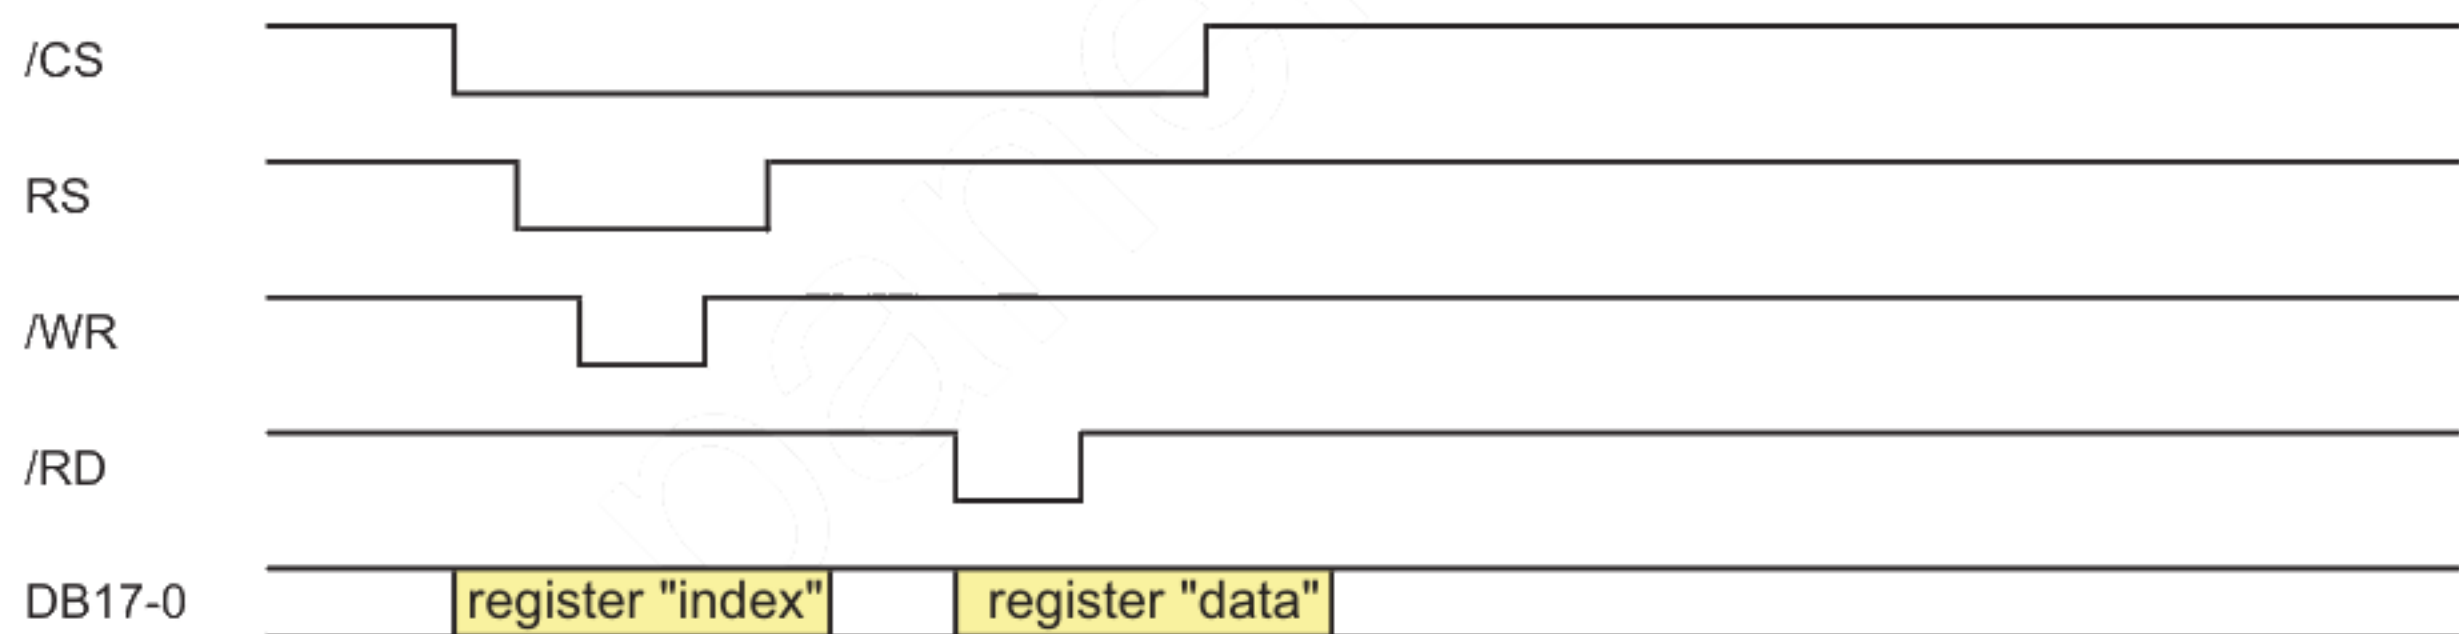 /CS
RS
/WR
/RD
DB17-0 register "index" register "data"